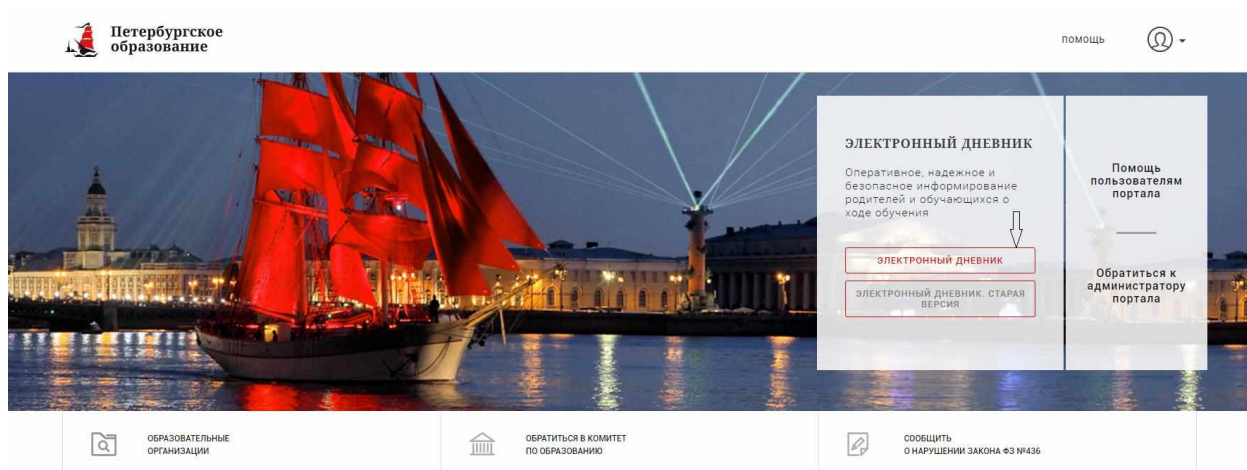 Петербургское
образование
ПОМОЩЬ
ЭЛЕКТРОННЫЙ ДНЕВНИК
Оперативное, надежное и
безопасное информирование
родителей и обучающихся о
ходе обучения
ЭЛЕКТРОННЫЙ ДНЕВНИК
ЭЛЕКТРОННЫЙ ДНЕВНИК. СТАРАЯ
ВЕРСИЯ
Помощь
пользователям
портала
Обратиться к
администратору
портала
ОБРАЗОВАТЕЛЬНЫЕ
ОРГАНИЗАЦИИ
ОБРАТИТЬСЯ В КОМИТЕТ
ПО ОБРАЗОВАНИЮ
СООБЩИТЬ
О НАРУШЕНИИ ЗАКОНА ФЗ №436